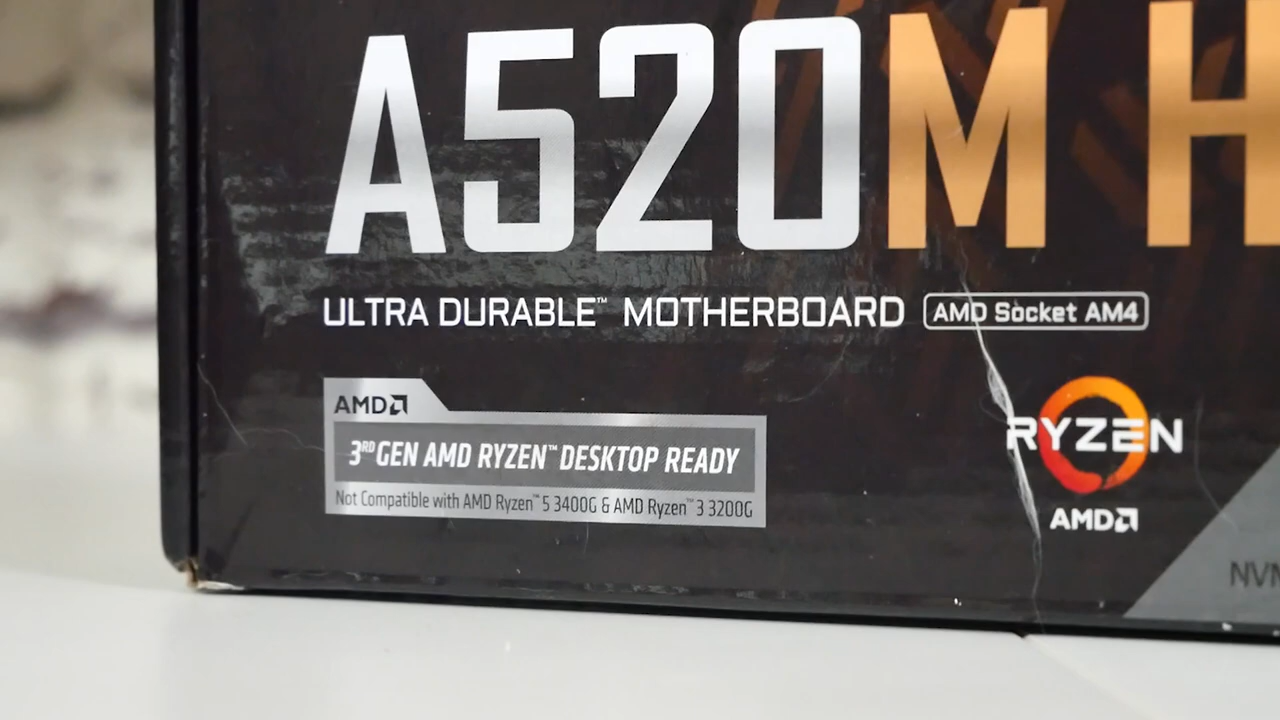 A520M H
ULTRA DURABLE™ MOTHERBOARD AMD Socket AM4
AMD
3RD GEN AMD RYZEN™ DESKTOP READY
Not Compatible with AMD Ryzen™ 5 3400G & AMD Ryzen™ 3 3200G
RYZEN
AMD
NVM